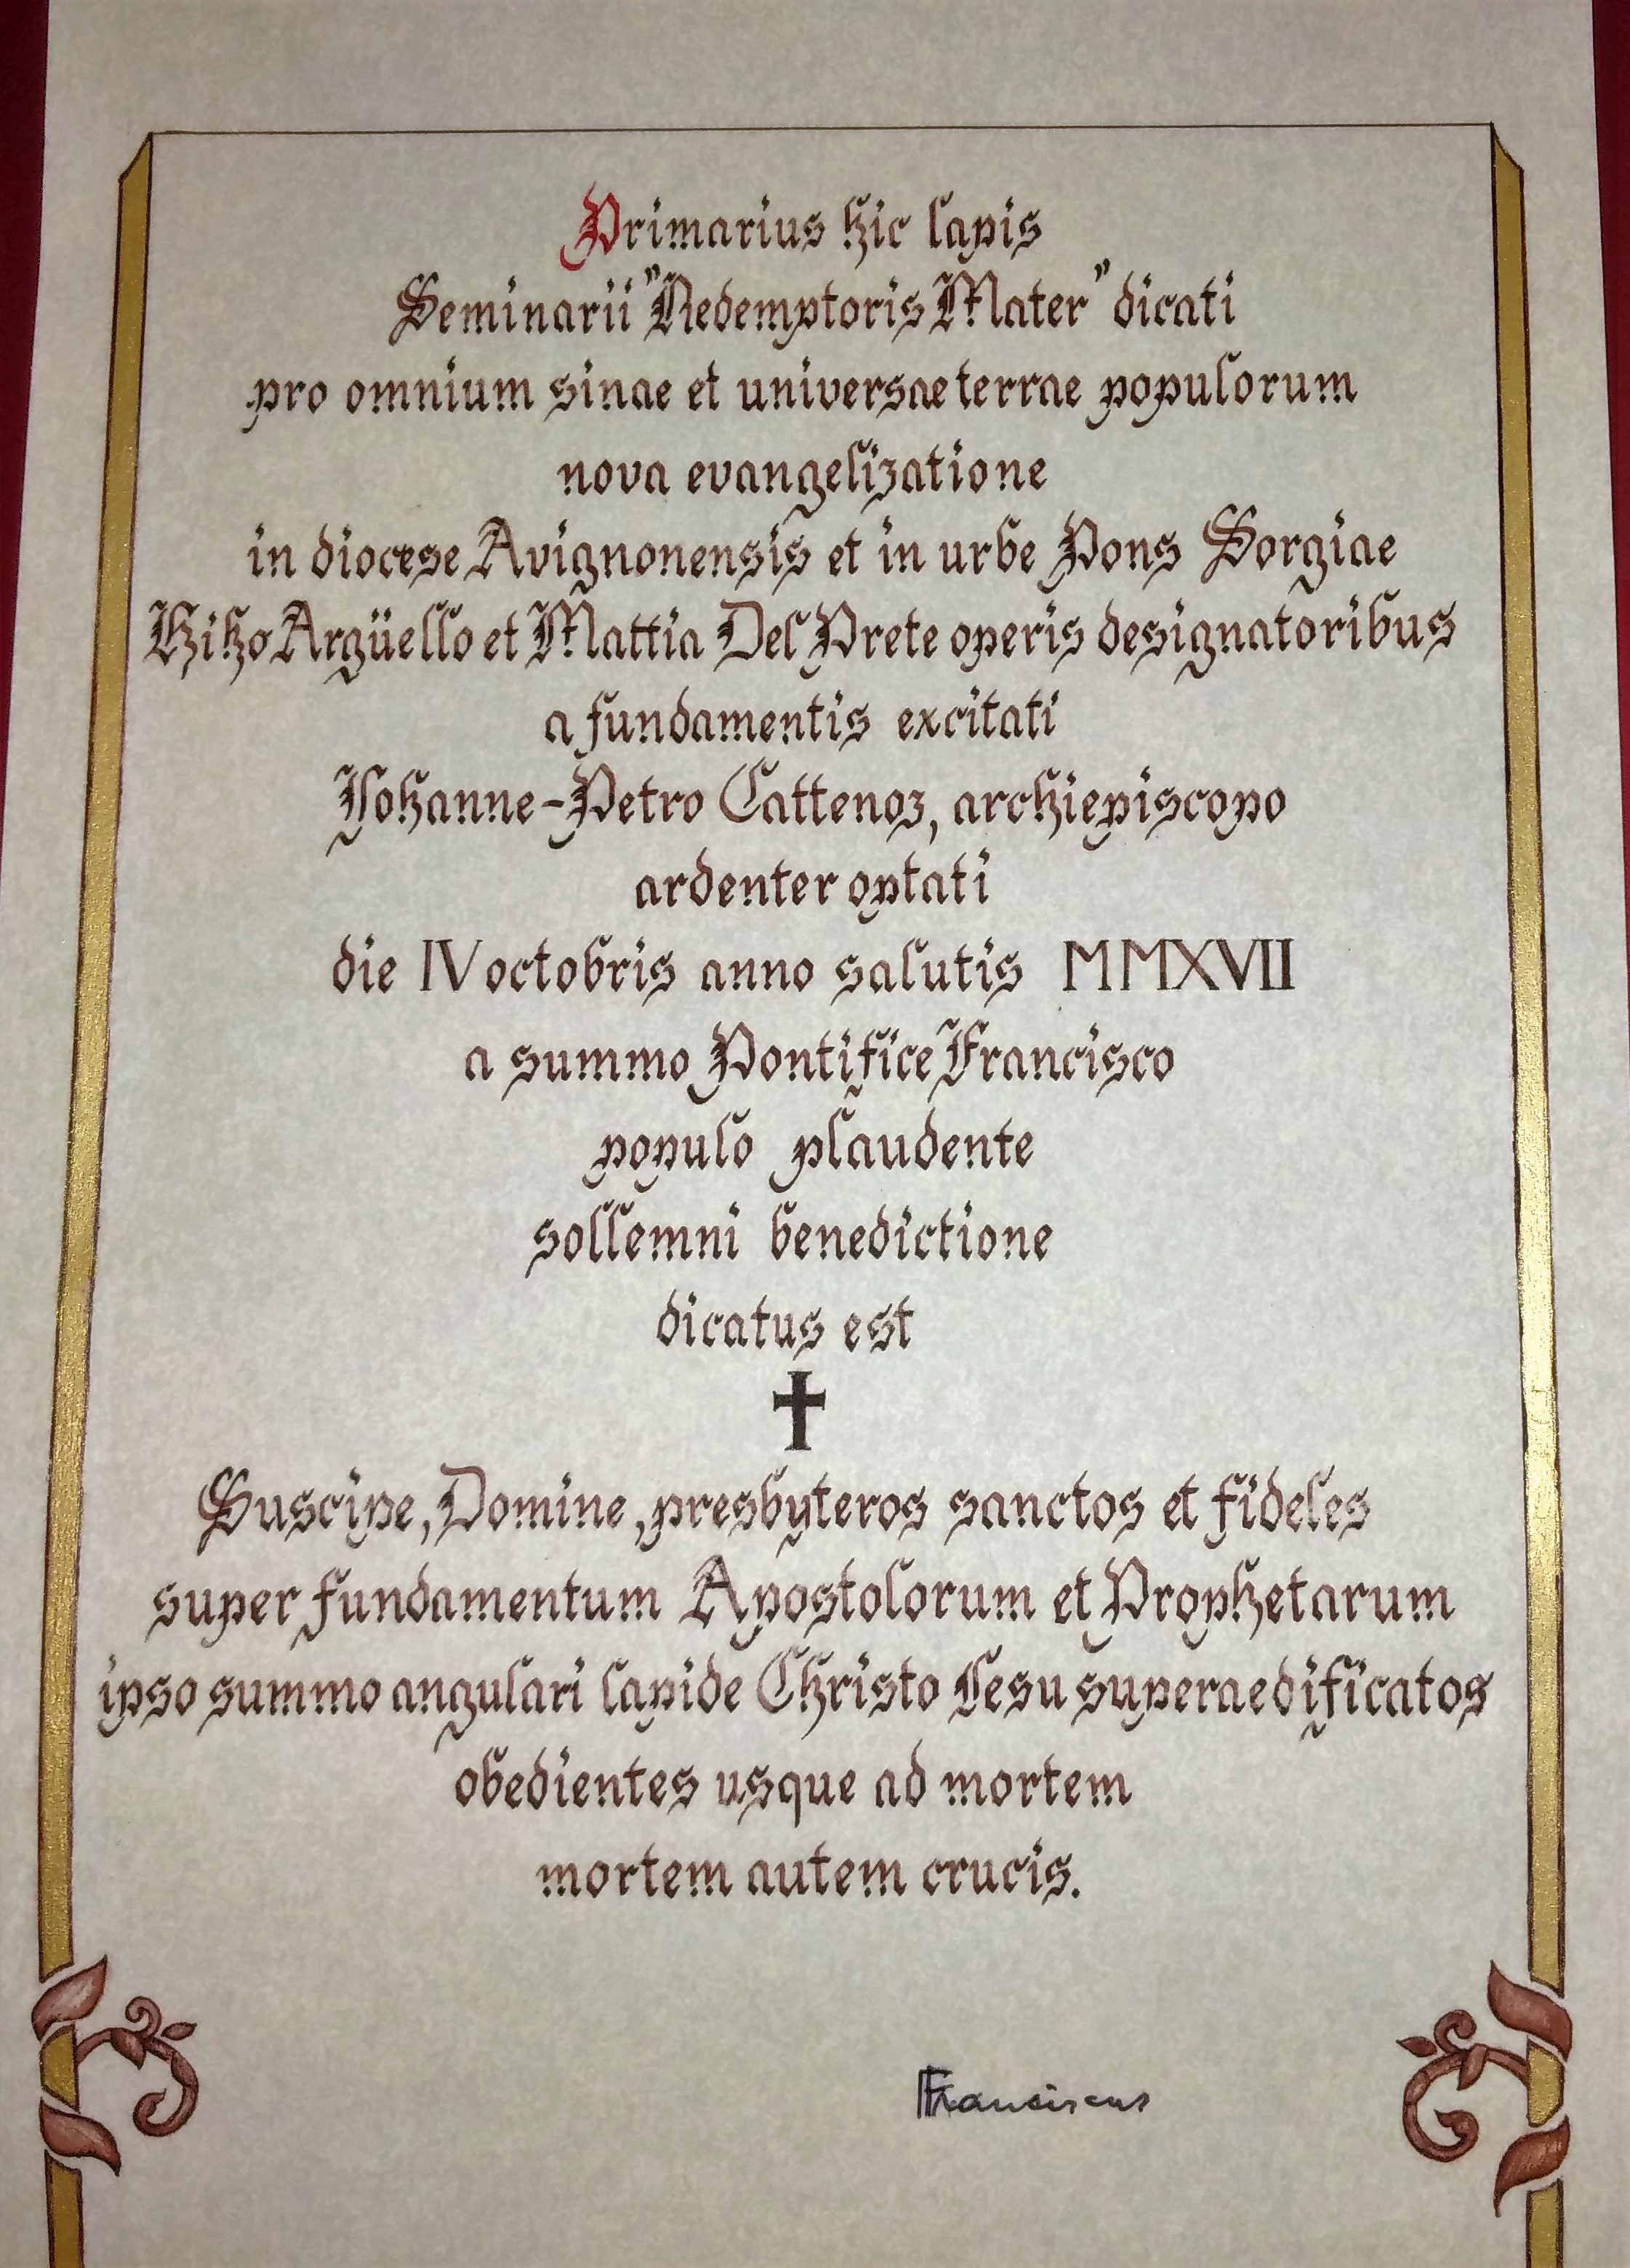 Primarius hic lapis
Seminarii "Redemptoris Mater" dicati
pro omnium sinae et universae terrae populorum
nova evangelizatione
in diocese Avignonensis et in urbe Pons Sorgiae
Kiko Argüello et Mattia Del Prete operis designatoribus
a fundamentis excitati
Johanne-Petro Cattenoz, archiepiscopo
ardenter optati
die IV octobris anno salutis MMXVII
a summo Pontifice Francisco
populo plaudente
sollemni benedictione
dicatus est
✝
Suscipe, Domine, presbyteros sanctos et fideles
super fundamentum Apostolorum et Prophetarum
ipso summo angulari lapide Christo Iesu superaedificatos
obedientes usque ad mortem
mortem autem crucis.
Franciscus